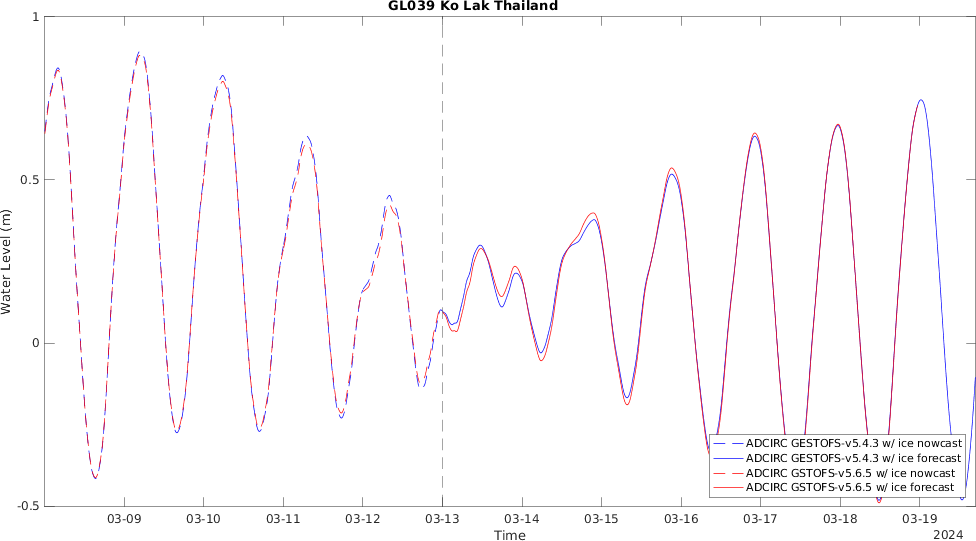 GL039 Ko Lak Thailand
1
0.5
0
-0.5
Water Level (m)
ADCIRC GESTOFS-v5.4.3 w/ ice nowcast
ADCIRC GESTOFS-v5.4.3 w/ ice forecast
ADCIRC GSTOFS-v5.6.5 w/ ice nowcast
ADCIRC GSTOFS-v5.6.5 w/ ice forecast
03-09 03-10 03-11 03-12 03-13 03-14 03-15 03-16 03-17 03-18 03-19
Time
2024